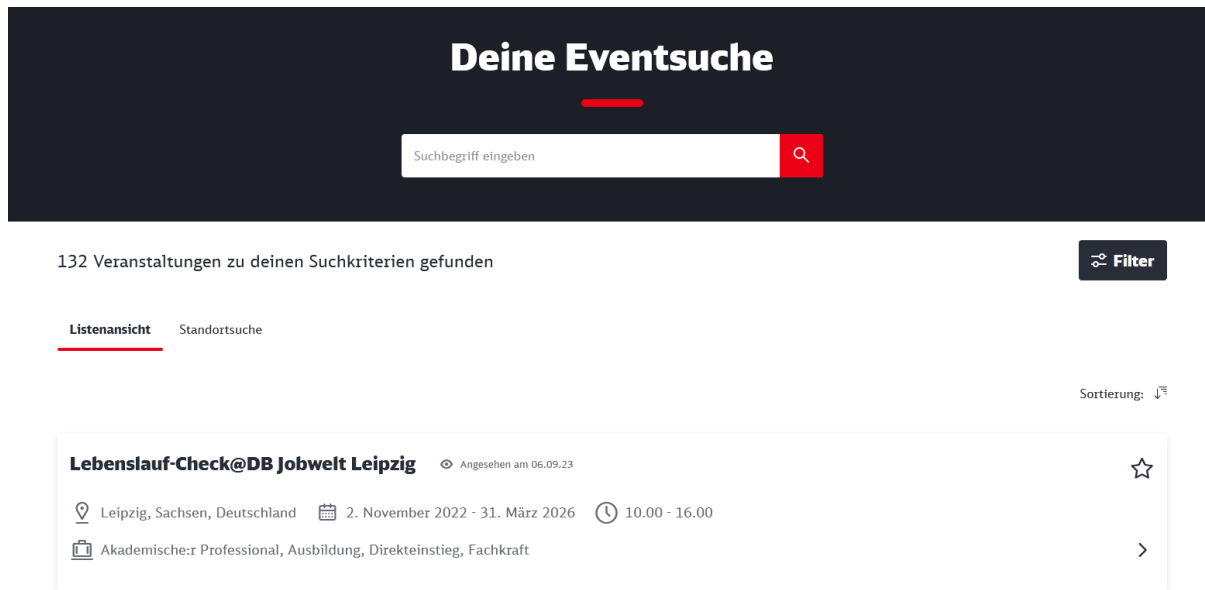 Deine Eventsuche
Suchbegriff eingeben
132 Veranstaltungen zu deinen Suchkriterien gefunden
Filter
Listenansicht Standortsuche
Sortierung:
Lebenslauf-Check@DB Jobwelt Leipzig Angesehen am 06.09.23
Leipzig, Sachsen, Deutschland 2. November 2022 - 31. März 2026 10.00 - 16.00
Akademische:r Professional, Ausbildung, Direkteinstieg, Fachkraft